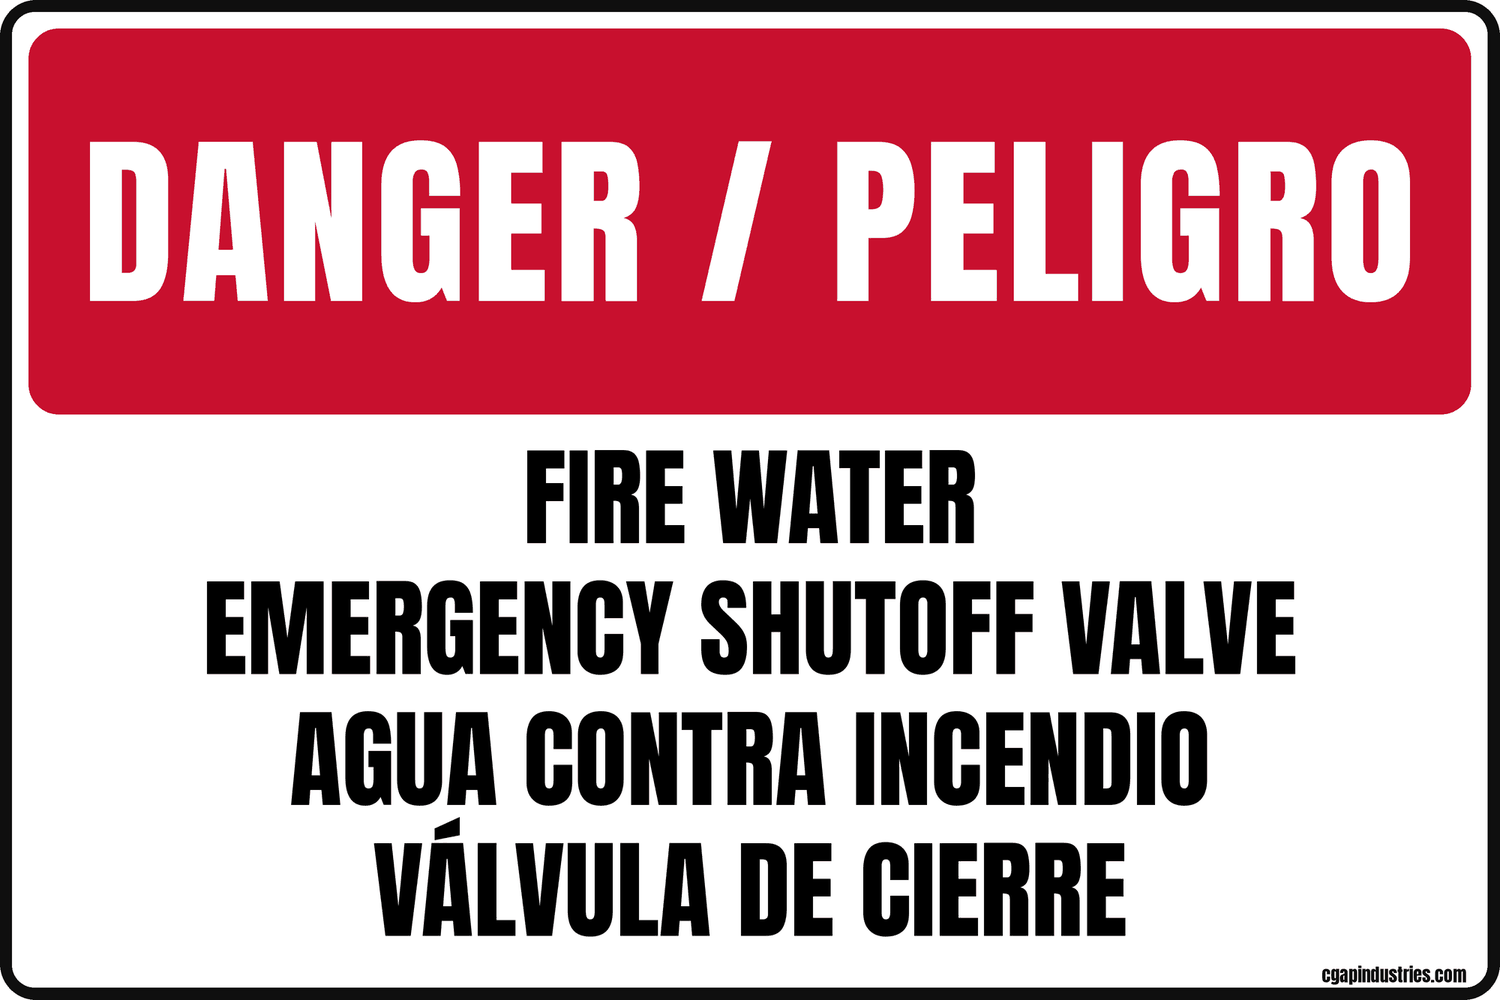 DANGER / PELIGRO
FIRE WATER
EMERGENCY SHUTOFF VALVE
AGUA CONTRA INCENDIO
VÁLVULA DE CIERRE
cgapindustries.com